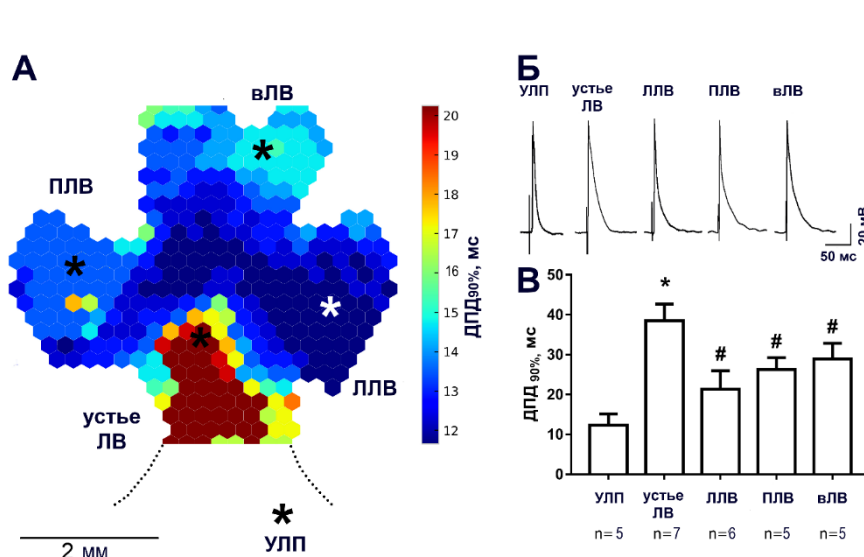 А
вЛВ
*
ПЛВ
*
*
*
ЛЛВ
устье
ЛВ
*
УЛП
2 мм
20
19
18
17
16
15
14
13
12
ДПД90%, мс
Б
УЛП
устье
ЛВ
ЛЛВ
ПЛВ
вЛВ
20 мВ
50 мс
В
ДПД 90%, мс
50
40
30
20
10
0
*
#
#
#
УЛП
устье
ЛВ
ЛЛВ
ПЛВ
вЛВ
n=5
n=7
n=6
n=5
n=5